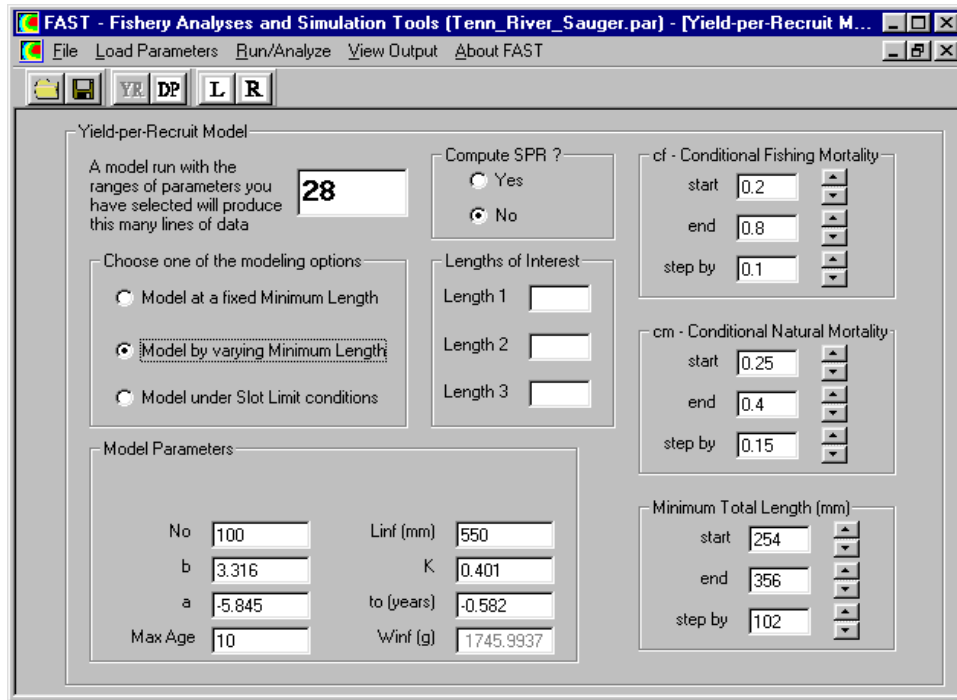 FAST - Fishery Analyses and Simulation Tools (Tenn_River_Sauger.par) - [Yield-per-Recruit M...
File Load Parameters Run/Analyze View Output About FAST
YR DP L R
Yield-per-Recruit Model
A model run with the
ranges of parameters you
have selected will produce
this many lines of data
28
Compute SPR ?
Yes
No
cf - Conditional Fishing Mortality
start 0.2
end 0.8
step by 0.1
Choose one of the modeling options
Model at a fixed Minimum Length
Model by varying Minimum Length
Model under Slot Limit conditions
Lengths of Interest
Length 1
Length 2
Length 3
cm - Conditional Natural Mortality
start 0.25
end 0.4
step by 0.15
Model Parameters
No 100 Linf (mm) 550
b 3.316 K 0.401
a -5.845 to (years) -0.582
Max Age 10 Winf (g) 1745.9937
Minimum Total Length (mm)
start 254
end 356
step by 102